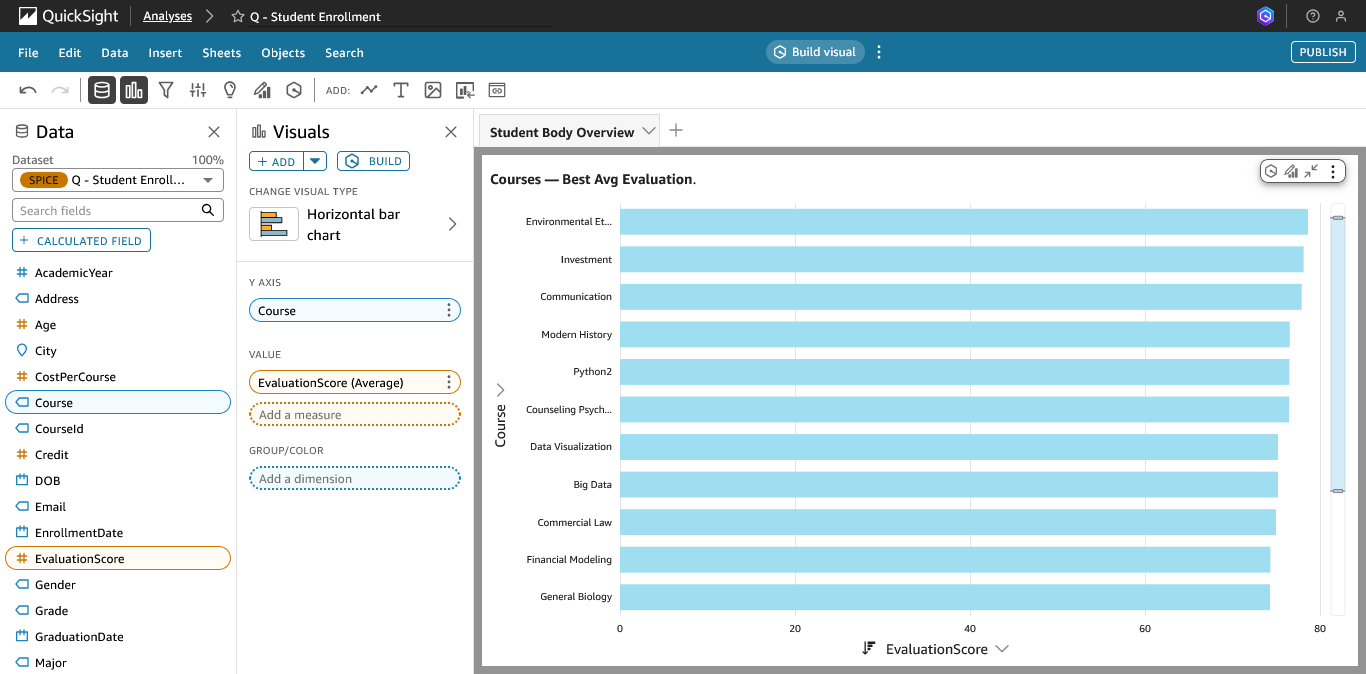 QuickSight
Analyses
Q - Student Enrollment
File
Edit
Data
Insert
Sheets
Objects
Search
Build visual
PUBLISH
ADD:
Data
Dataset
100%
SPICE
Q - Student Enroll...
Search fields
+ CALCULATED FIELD
# AcademicYear
Address
# Age
City
# CostPerCourse
Course
CourseId
# Credit
DOB
Email
EnrollmentDate
# EvaluationScore
Gender
Grade
GraduationDate
Major
Visuals
+ ADD
BUILD
CHANGE VISUAL TYPE
Horizontal bar
chart
Y AXIS
Course
VALUE
EvaluationScore (Average)
Add a measure
GROUP/COLOR
Add a dimension
Student Body Overview
Courses — Best Avg Evaluation.
Course
Environmental Et...
Investment
Communication
Modern History
Python2
Counseling Psych...
Data Visualization
Big Data
Commercial Law
Financial Modeling
General Biology
0
20
40
60
80
EvaluationScore